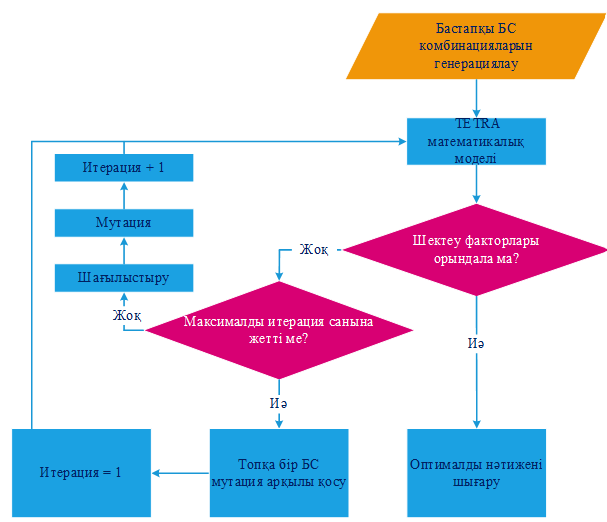 Бастапқы БС
комбинацияларын
генерациялау
TETRA
математикалық
моделі
Итерация + 1
Мутация
Шағылыстыру
Шектеу факторлары
орындала ма?
Жоқ
Максималды итерация санына
жетті ме?
Жоқ
Иә
Иә
Итерация = 1
Топқа бір БС
мутация арқылы қосу
Оптималды нәтижені
шығару